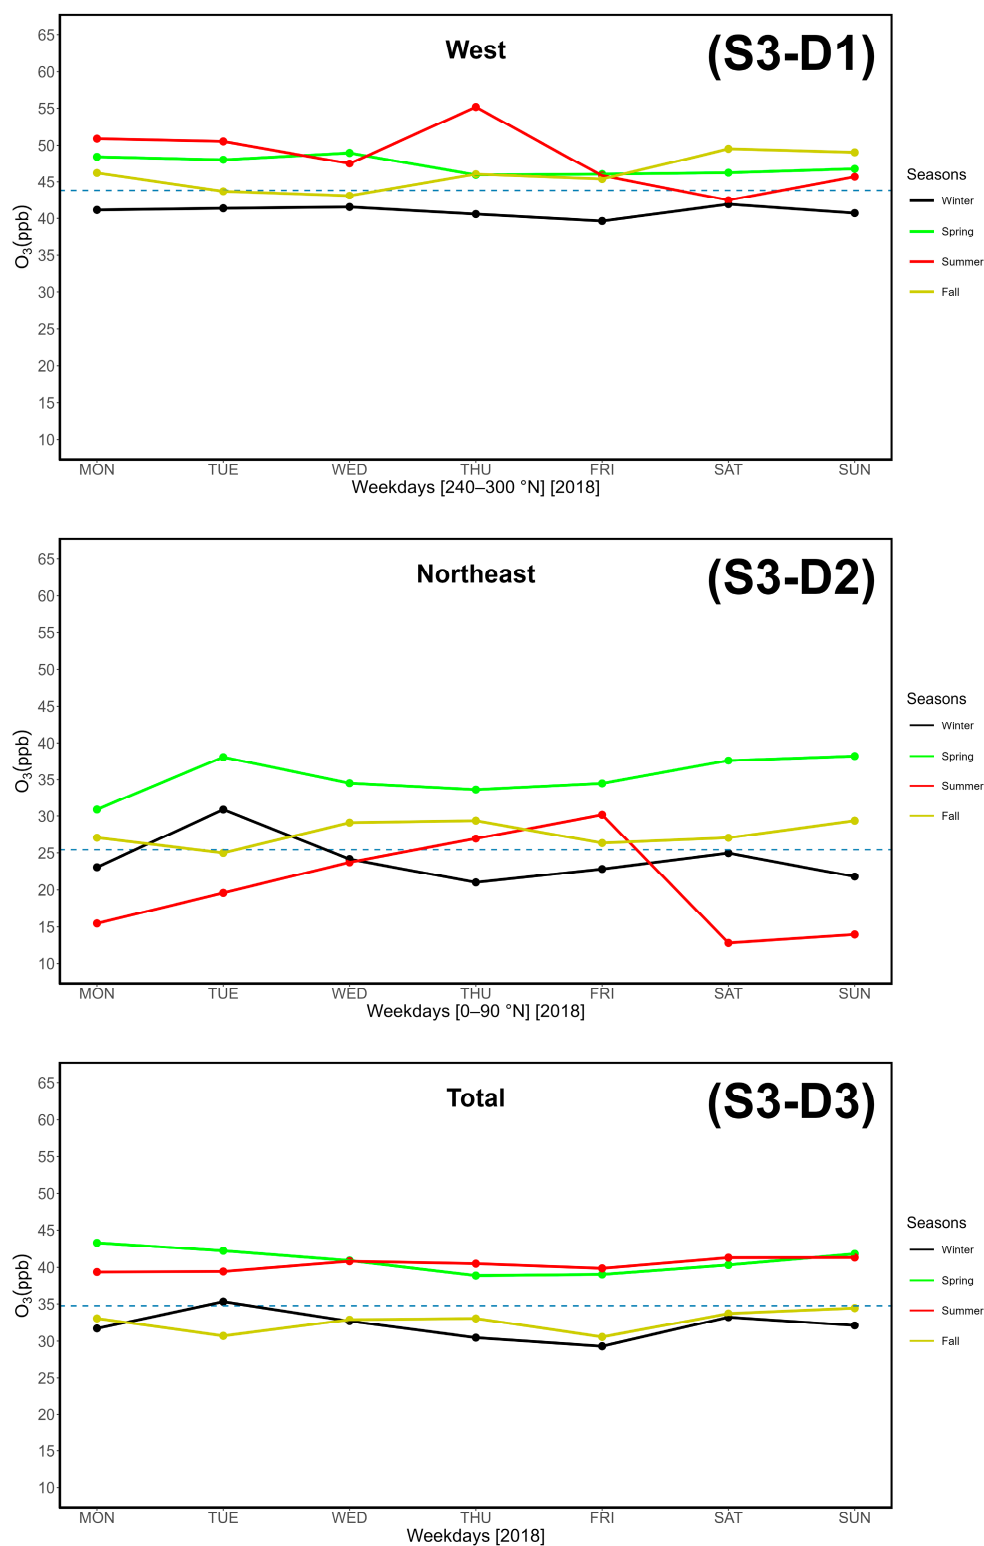 West
(S3-D1)
65
60
55
50
45
40
35
30
25
20
15
10
O₃(ppb)
MON TUE WED THU FRI SAT SUN
Weekdays [240–300 °N] [2018]
Seasons
Winter
Spring
Summer
Fall
Northeast
(S3-D2)
65
60
55
50
45
40
35
30
25
20
15
10
O₃(ppb)
MON TUE WED THU FRI SAT SUN
Weekdays [0–90 °N] [2018]
Seasons
Winter
Spring
Summer
Fall
Total
(S3-D3)
65
60
55
50
45
40
35
30
25
20
15
10
O₃(ppb)
MON TUE WED THU FRI SAT SUN
Weekdays [2018]
Seasons
Winter
Spring
Summer
Fall